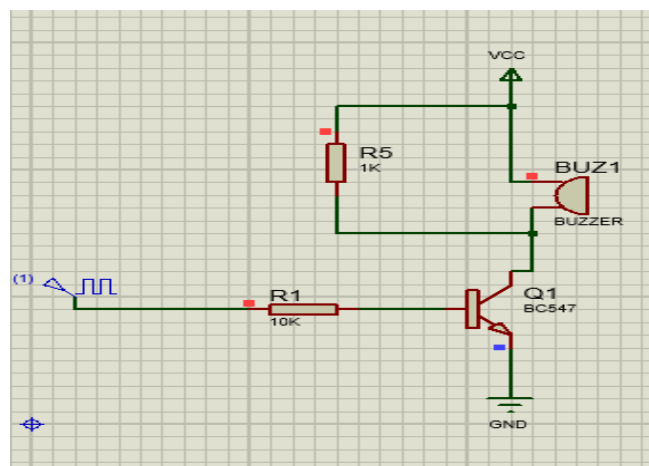 VCC
R5
1K
BUZ1
BUZZER
(1)
R1
10K
Q1
BC547
GND